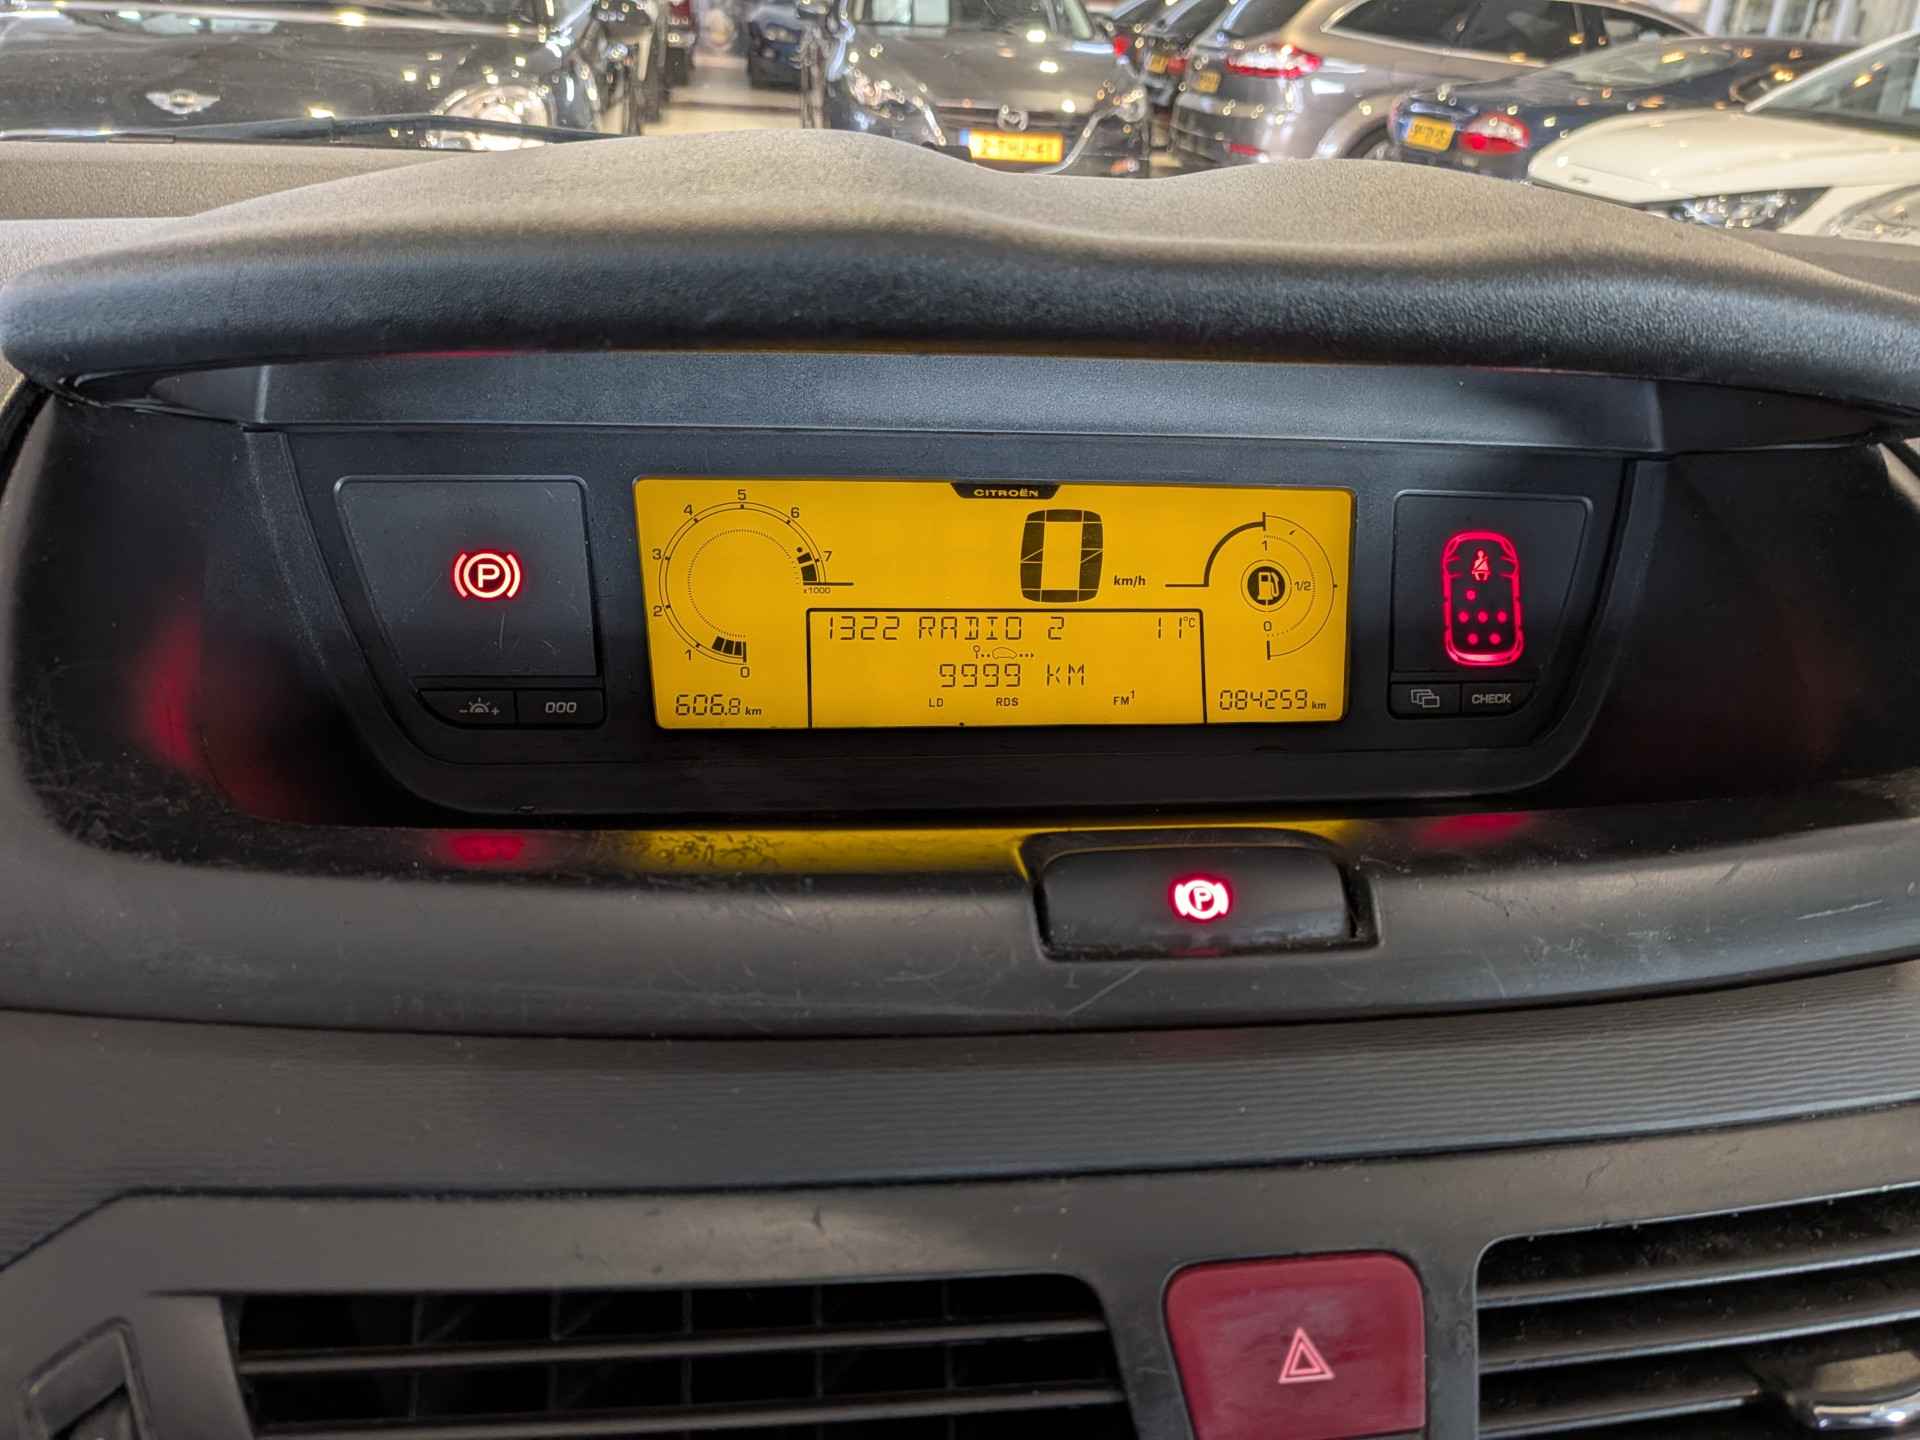 CITROËN
5
4
6
3
7
x1000
2
1
0
0
km/h
1
1/2
0
1322 RADIO 2
11°C
9999 KM
LD
RDS
FM1
606.8 km
084259 km
P
- +
000
CHECK
P